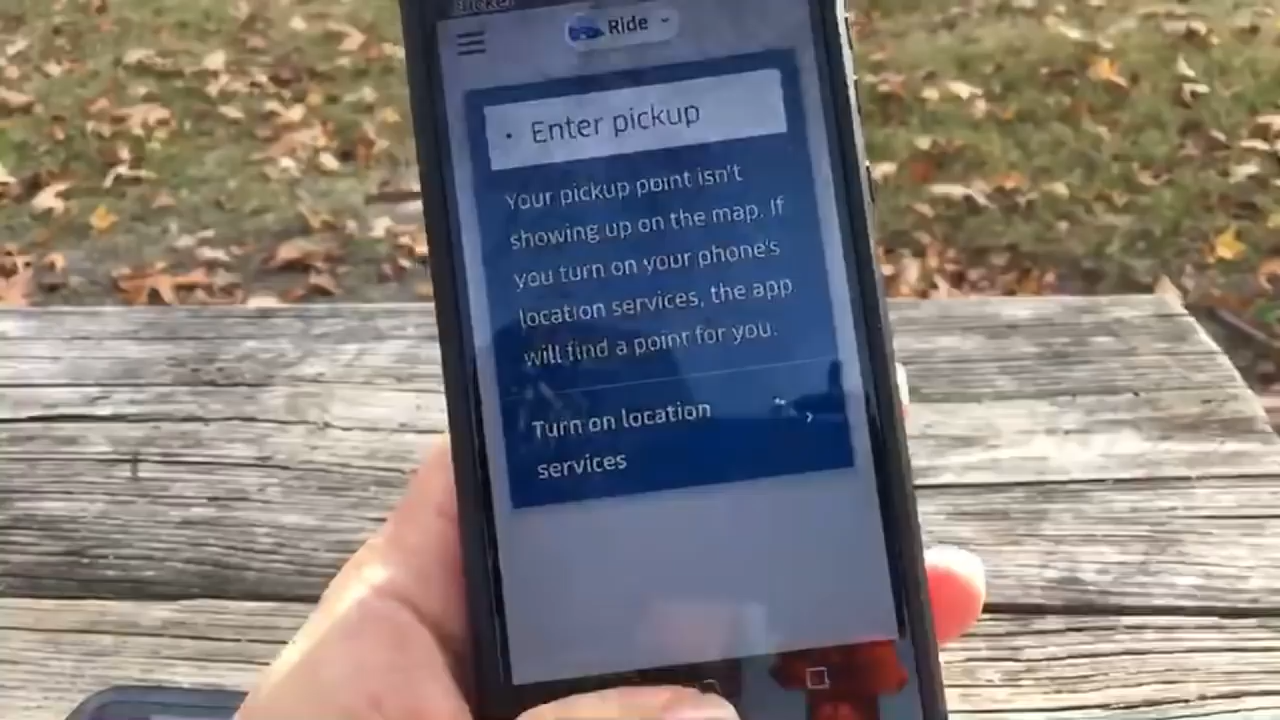 Ride
Enter pickup
Your pickup point isn't
showing up on the map. If
you turn on your phone's
location services, the app
will find a point for you.
Turn on location
services